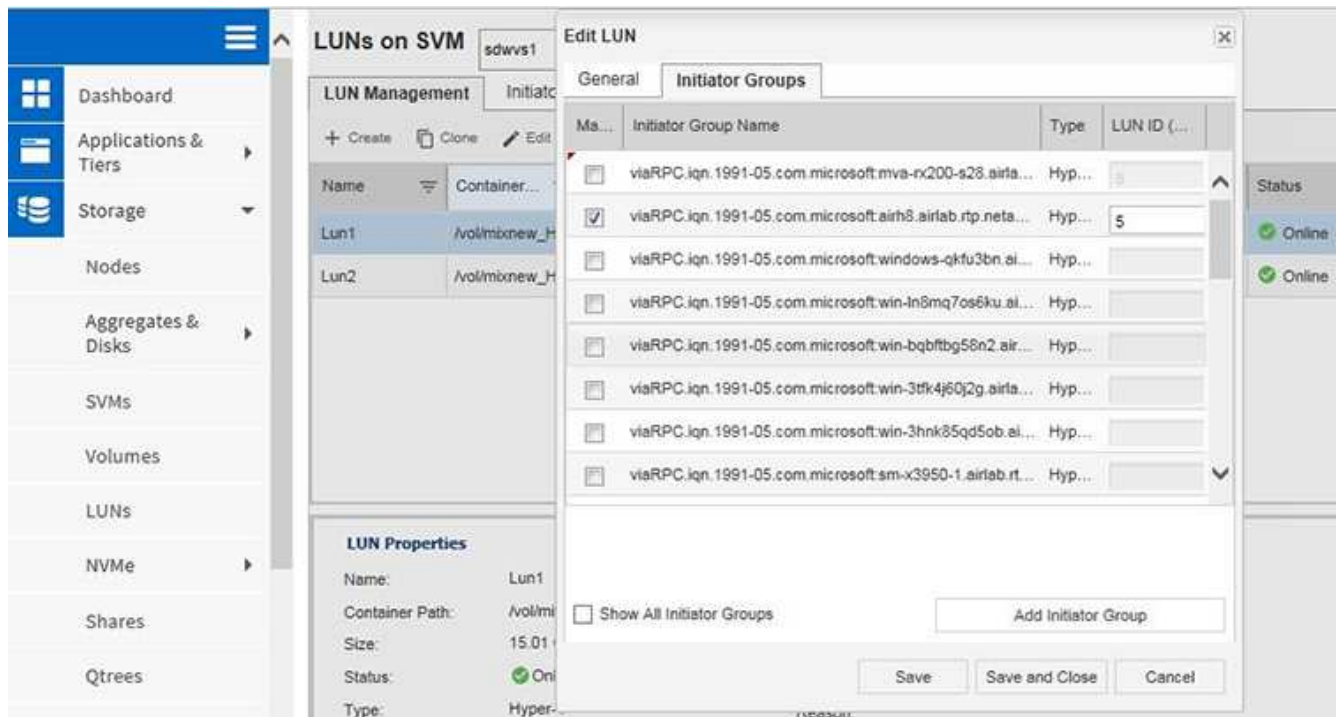 Dashboard
Applications &
Tiers
Storage
Nodes
Aggregates &
Disks
SVMs
Volumes
LUNs
NVMe
Shares
Qtrees
LUNs on SVM sdwvs1
LUN Management Initiato
+ Create Clone Edit
Name Container... Status
Lun1 /vol/mixnew_H Online
Lun2 /vol/mixnew_H Online
LUN Properties
Name: Lun1
Container Path: /vol/mi
Size: 15.01
Status: Onl
Type: Hyper-
Reason
Edit LUN
General Initiator Groups
Ma... Initiator Group Name Type LUN ID (...
viaRPC.iqn.1991-05.com.microsoft:mva-rx200-s28.airla... Hyp...
viaRPC.iqn.1991-05.com.microsoft:airh8.airlab.rtp.neta... Hyp... 5
viaRPC.iqn.1991-05.com.microsoft:windows-qkfu3bn.ai... Hyp...
viaRPC.iqn.1991-05.com.microsoft:win-ln8mq7os6ku.ai... Hyp...
viaRPC.iqn.1991-05.com.microsoft:win-bqbftbg58n2.air... Hyp...
viaRPC.iqn.1991-05.com.microsoft:win-3tfk4j60j2g.airla... Hyp...
viaRPC.iqn.1991-05.com.microsoft:win-3hnk85qd5ob.ai... Hyp...
viaRPC.iqn.1991-05.com.microsoft:sm-x3950-1.airlab.rt... Hyp...
Show All Initiator Groups Add Initiator Group
Save Save and Close Cancel